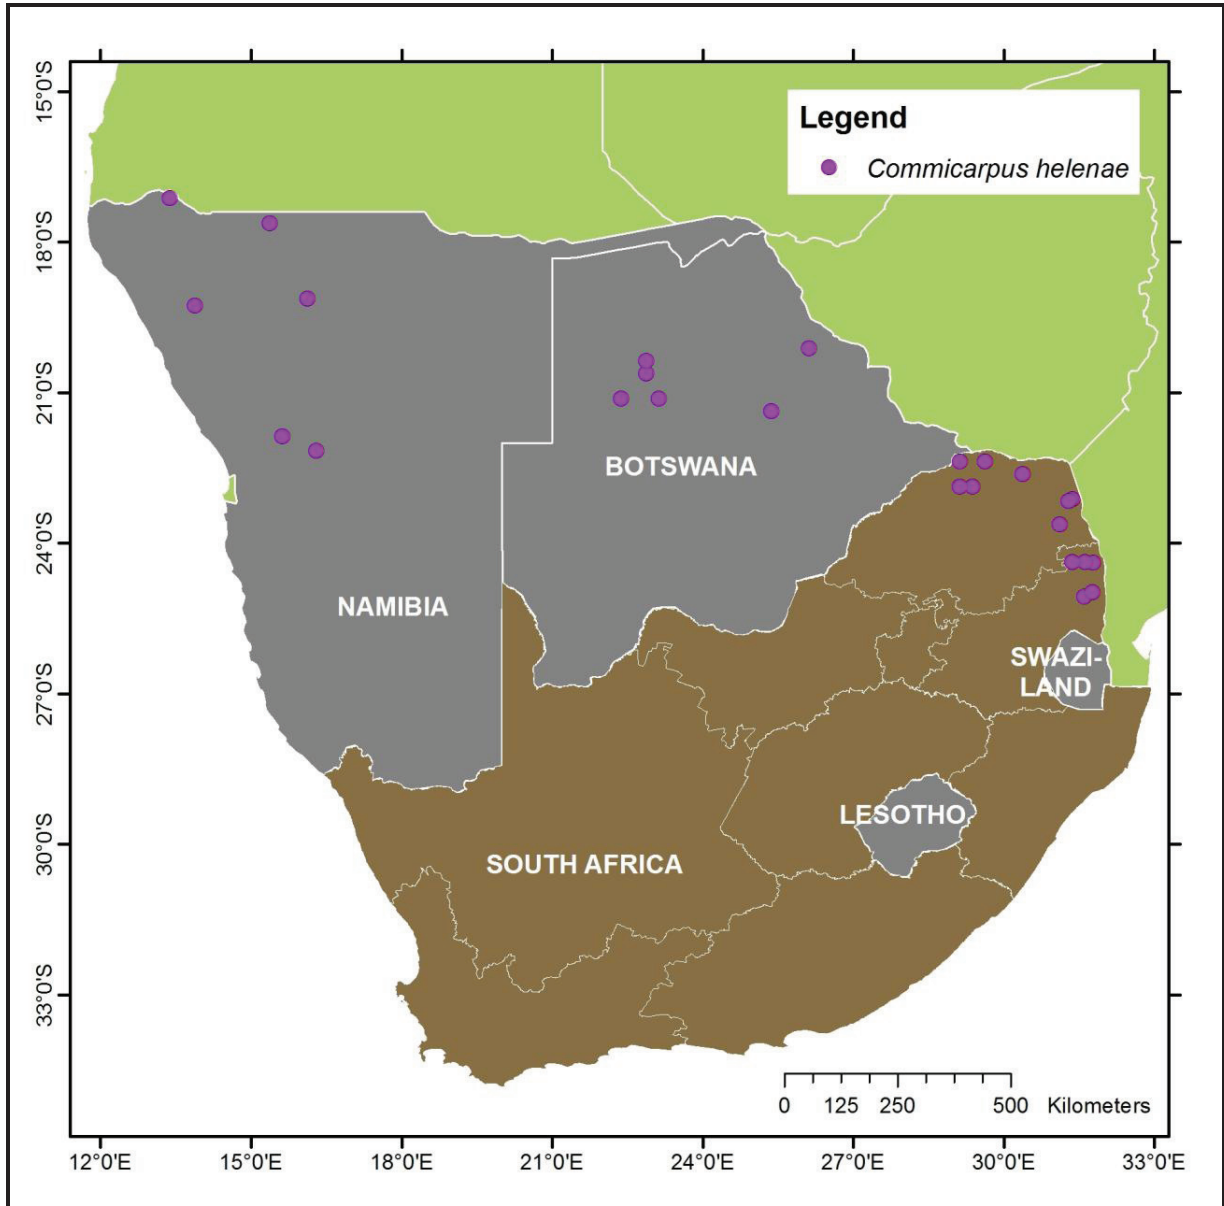 Legend
Commicarpus helenae
15°0'S
18°0'S
21°0'S
24°0'S
27°0'S
30°0'S
33°0'S
BOTSWANA
NAMIBIA
SWAZI-
LAND
LESOTHO
SOUTH AFRICA
0 125 250 500 Kilometers
12°0'E 15°0'E 18°0'E 21°0'E 24°0'E 27°0'E 30°0'E 33°0'E